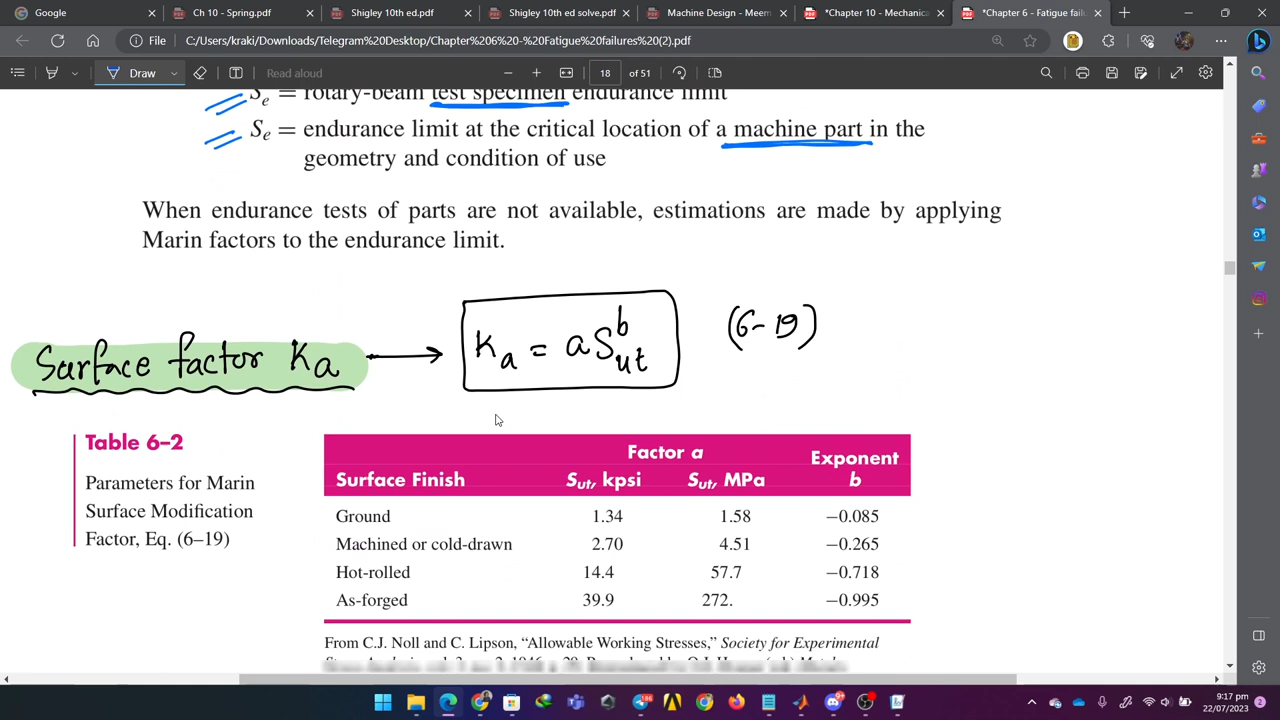 Google
Ch 10 - Spring.pdf
Shigley 10th ed.pdf
Shigley 10th ed solve.pdf
Machine Design - Meem
*Chapter 13- Mechanica
*Chapter 6 - Fatigue fail
File
C:/Users/kraki/Downloads/Telegram%20Desktop/Chapter%206%20-%20Fatigue%20failures%20(2).pdf
Draw
Read aloud
18 of 51
Se = rotary-beam test specimen endurance limit
Se = endurance limit at the critical location of a machine part in the
geometry and condition of use
When endurance tests of parts are not available, estimations are made by applying
Marin factors to the endurance limit.
Surface factor Ka
Ka = aS^b_ut
(6-19)
Table 6–2
Parameters for Marin
Surface Modification
Factor, Eq. (6–19)
Factor a Exponent
Surface Finish Sut, kpsi Sut, MPa b
Ground 1.34 1.58 −0.085
Machined or cold-drawn 2.70 4.51 −0.265
Hot-rolled 14.4 57.7 −0.718
As-forged 39.9 272. −0.995
From C.J. Noll and C. Lipson, “Allowable Working Stresses,” Society for Experimental
9:17 pm
22/07/2023